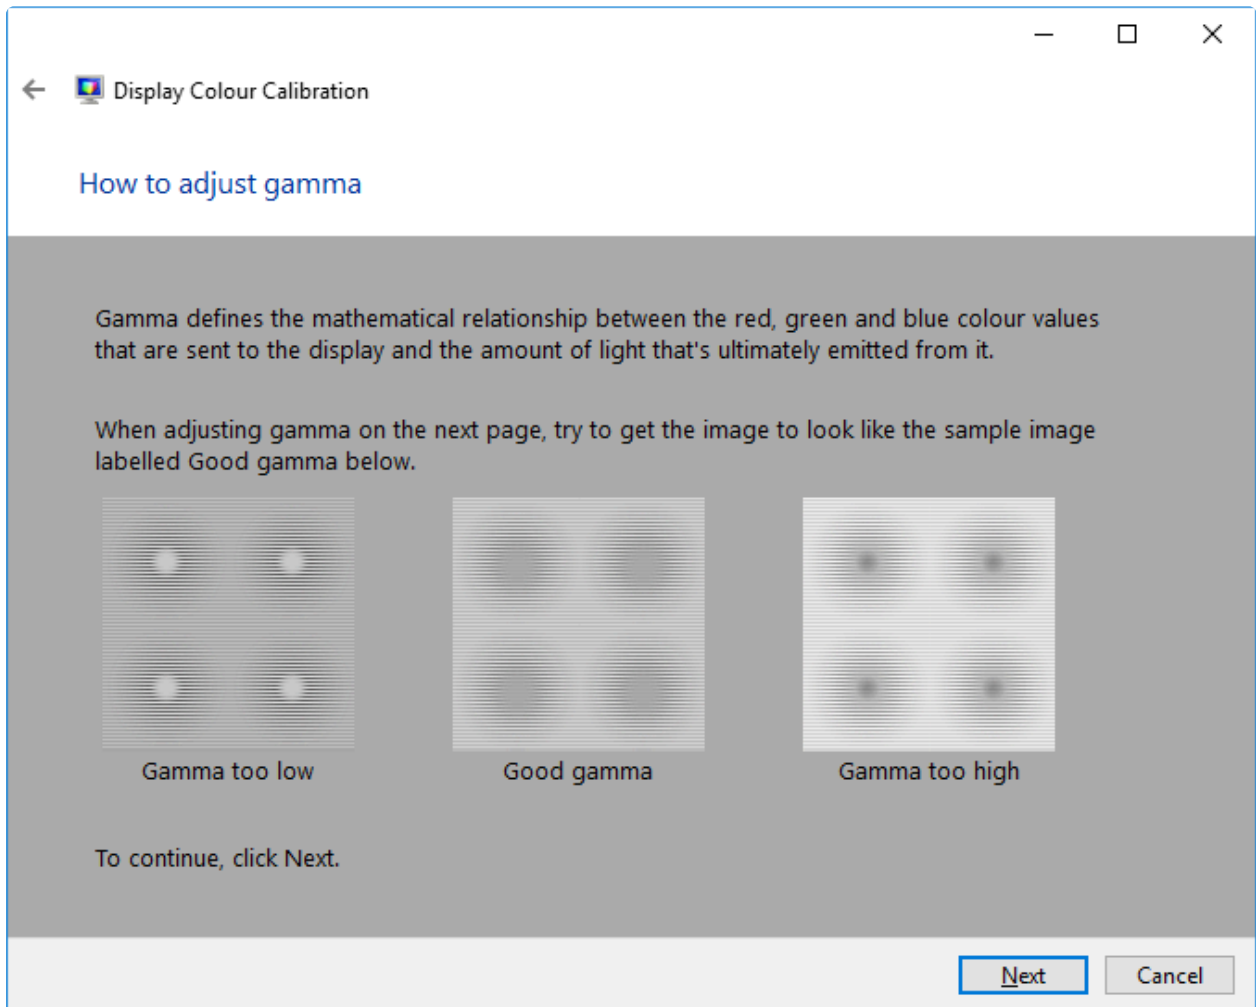 Display Colour Calibration
How to adjust gamma
Gamma defines the mathematical relationship between the red, green and blue colour values
that are sent to the display and the amount of light that's ultimately emitted from it.
When adjusting gamma on the next page, try to get the image to look like the sample image
labelled Good gamma below.
Gamma too low
Good gamma
Gamma too high
To continue, click Next.
Next
Cancel